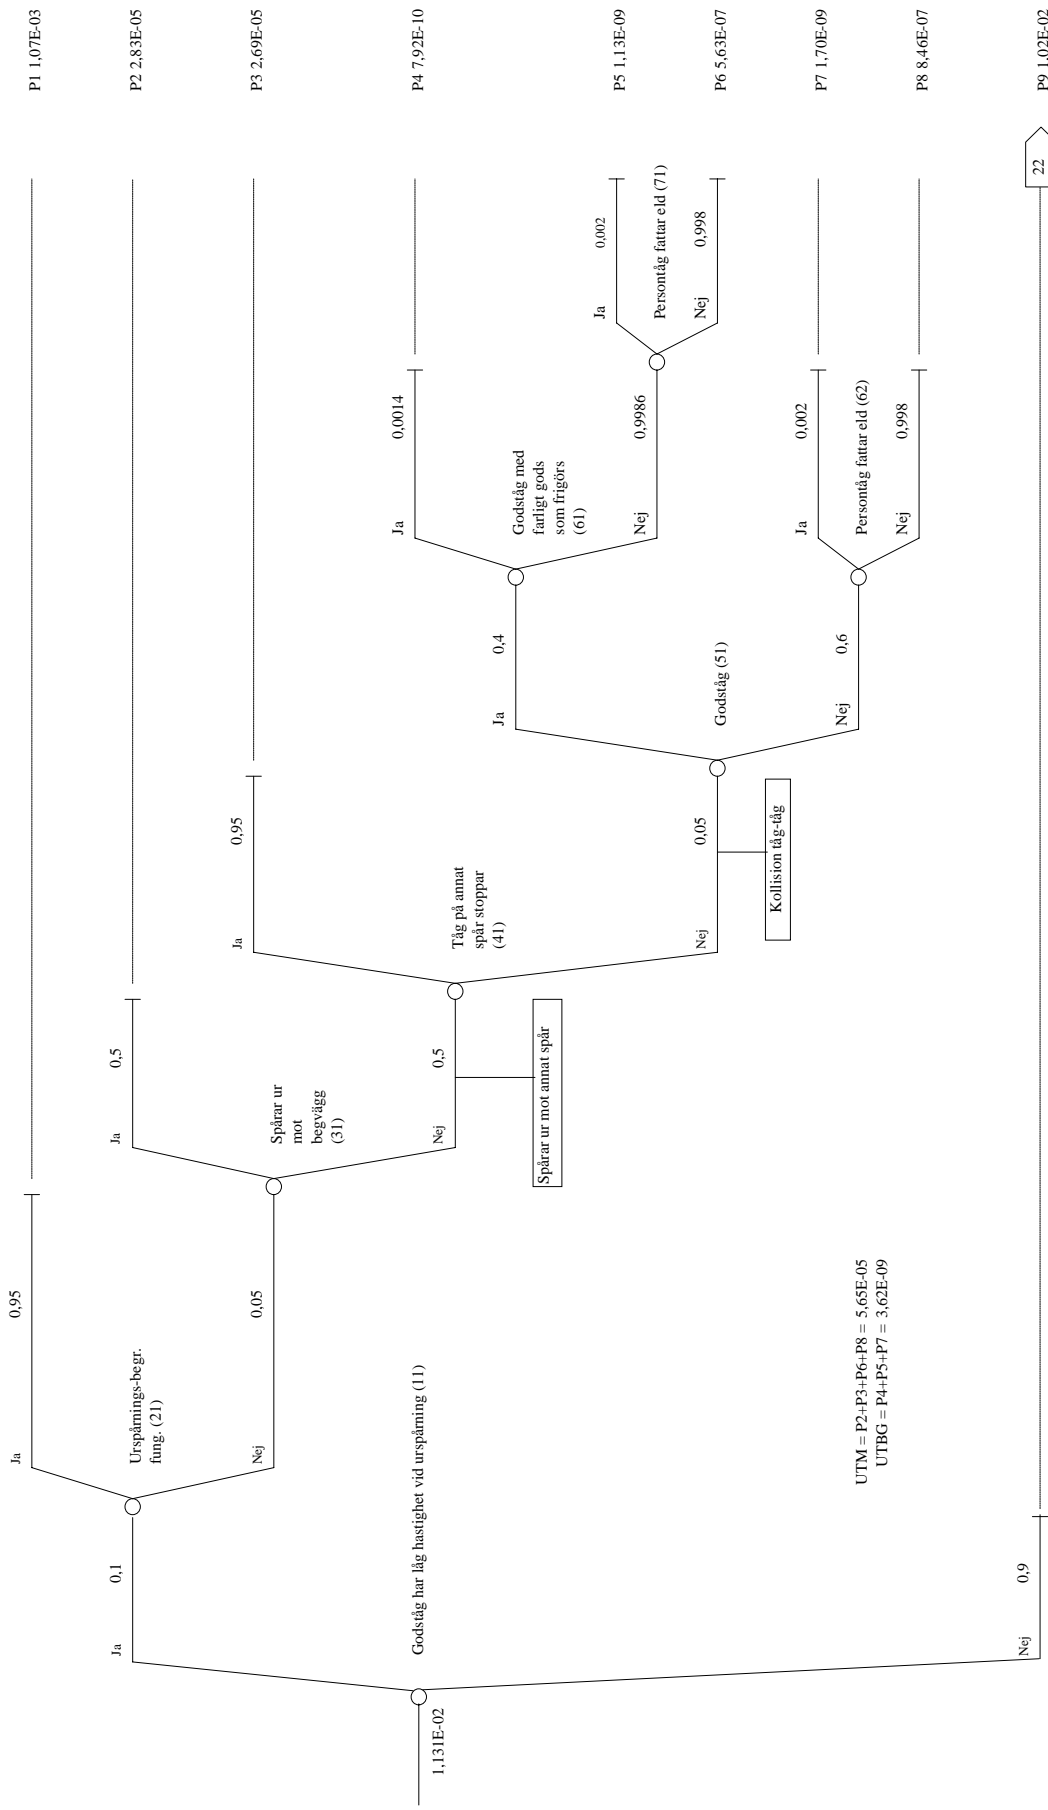 1,131E-02
Godståg har låg hastighet vid urspårning (11)
Ja
0,1
Nej
0,9
Urspårnings-begr.
fung. (21)
Ja
0,95
Nej
0,05
Spårar ur
mot
begvägg
(31)
Ja
0,5
Nej
0,5
Spårar ur mot annat spår
Tåg på annat
spår stoppar
(41)
Ja
0,95
Nej
0,05
Kollision tåg-tåg
Godståg (51)
Ja
0,4
Nej
0,6
Godståg med
farligt gods
som frigörs
(61)
Ja
0,0014
Nej
0,9986
Persontåg fattar eld (62)
Ja
0,002
Nej
0,998
Persontåg fattar eld (71)
Ja
0,002
Nej
0,998
22
P1 1,07E-03
P2 2,83E-05
P3 2,69E-05
P4 7,92E-10
P5 1,13E-09
P6 5,63E-07
P7 1,70E-09
P8 8,46E-07
P9 1,02E-02
UTM = P2+P3+P6+P8 = 5,65E-05
UTBG = P4+P5+P7 = 3,62E-09